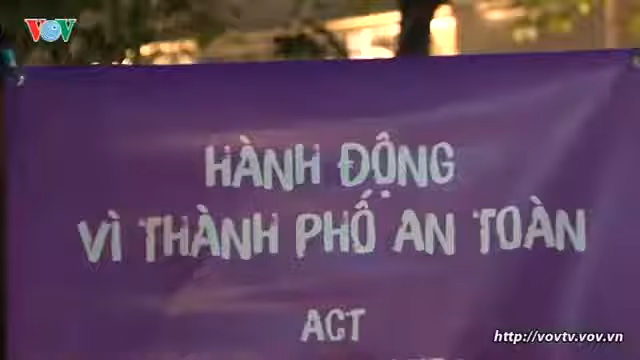 VOV
HÀNH ĐỘNG
VÌ THÀNH PHỐ AN TOÀN
ACT
http://vovtv.vov.vn